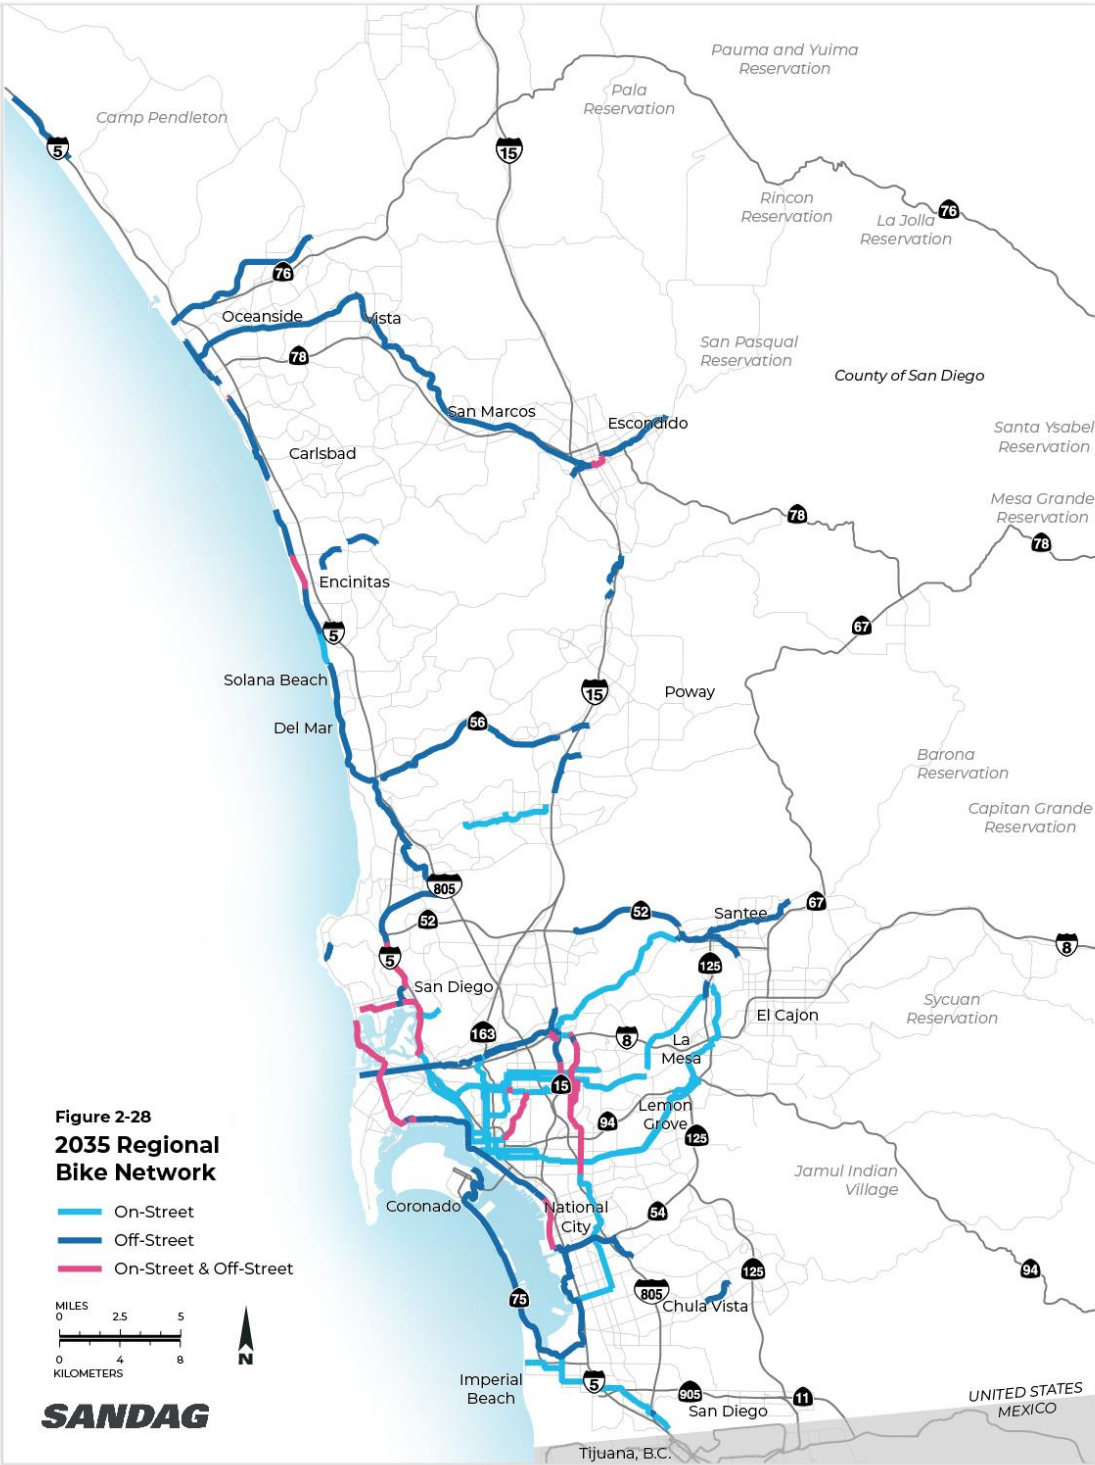 Pauma and Yuima
Reservation
Pala
Reservation
Camp Pendleton
5
15
Rincon
Reservation
La Jolla
Reservation
76
76
Oceanside
Vista
78
San Pasqual
Reservation
County of San Diego
San Marcos
Escondido
Santa Ysabel
Reservation
Carlsbad
Mesa Grande
Reservation
78
78
Encinitas
5
67
Solana Beach
15
Poway
Del Mar
56
Barona
Reservation
Capitan Grande
Reservation
805
52
52
Santee
67
8
5
125
San Diego
Sycuan
Reservation
El Cajon
163
8
La
Mesa
15
Lemon
Grove
94
125
Figure 2-28
2035 Regional
Bike Network
On-Street
Off-Street
On-Street & Off-Street
Jamul Indian
Village
Coronado
National
City
54
125
94
75
805
Chula Vista
MILES
0 2.5 5
0 4 8
KILOMETERS
N
Imperial
Beach
5
905
11
San Diego
UNITED STATES
MEXICO
SANDAG
Tijuana, B.C.